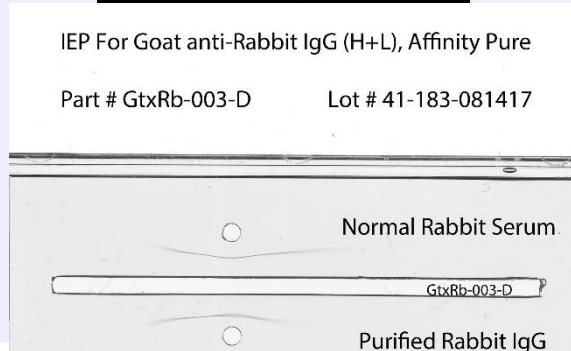 IEP For Goat anti-Rabbit IgG (H+L), Affinity Pure
Part # GtxRb-003-D Lot # 41-183-081417
Normal Rabbit Serum
GtxRb-003-D
Purified Rabbit IgG